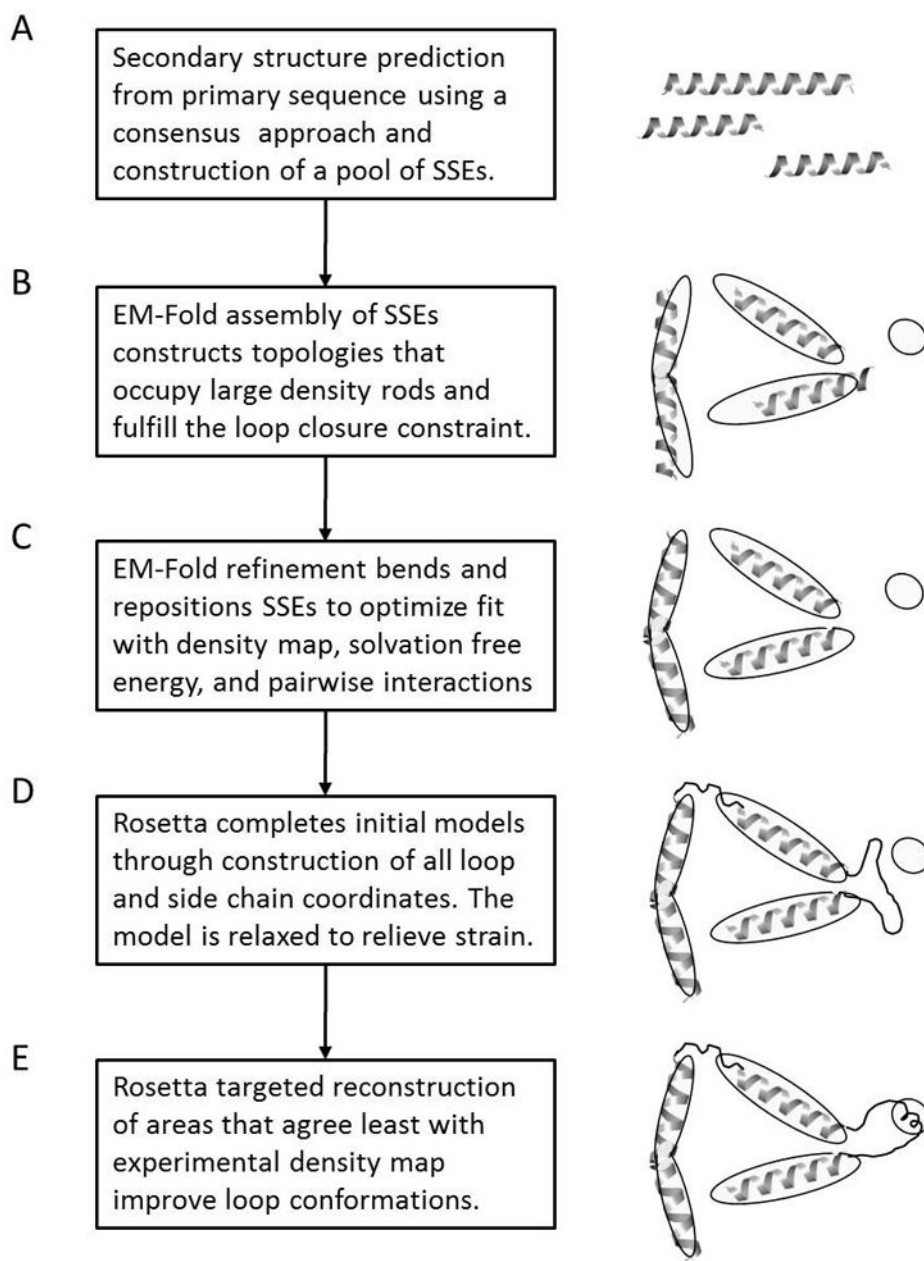 A
Secondary structure prediction
from primary sequence using a
consensus approach and
construction of a pool of SSEs.
B
EM-Fold assembly of SSEs
constructs topologies that
occupy large density rods and
fulfill the loop closure constraint.
C
EM-Fold refinement bends and
repositions SSEs to optimize fit
with density map, solvation free
energy, and pairwise interactions
D
Rosetta completes initial models
through construction of all loop
and side chain coordinates. The
model is relaxed to relieve strain.
E
Rosetta targeted reconstruction
of areas that agree least with
experimental density map
improve loop conformations.